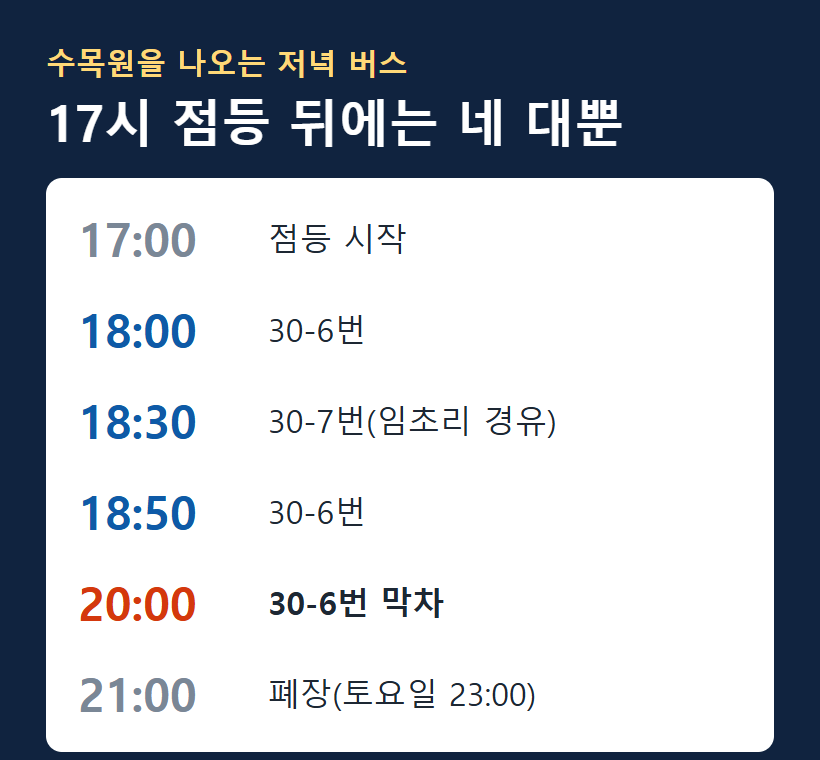 수목원을 나오는 저녁 버스
17시 점등 뒤에는 네 대뿐
17:00 점등 시작
18:00 30-6번
18:30 30-7번(임초리 경유)
18:50 30-6번
20:00 30-6번 막차
21:00 폐장(토요일 23:00)